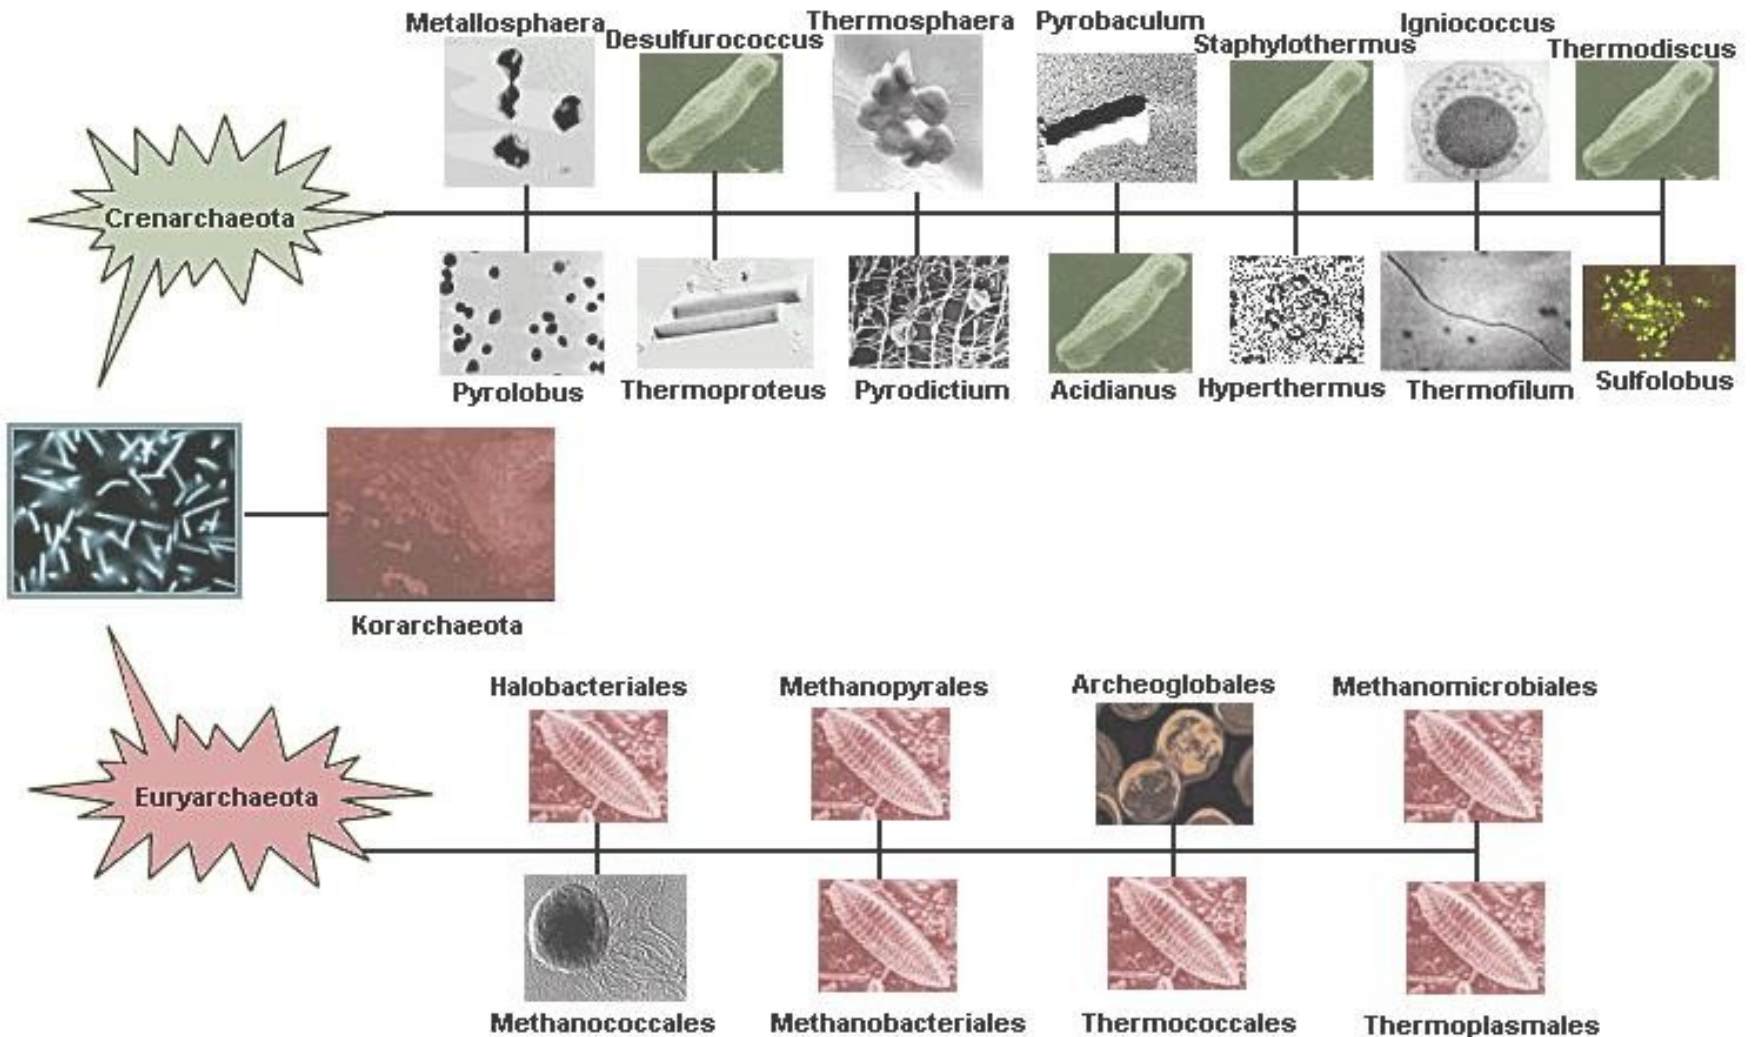 Metallosphaera
Desulfurococcus
Thermosphaera
Pyrobaculum
Staphylothermus
Igniococcus
Thermodiscus
Crenarchaeota
Pyrolobus
Thermoproteus
Pyrodictium
Acidianus
Hyperthermus
Thermofilum
Sulfolobus
Korarchaeota
Halobacteriales
Methanopyrales
Archeoglobales
Methanomicrobiales
Euryarchaeota
Methanococcales
Methanobacteriales
Thermococcales
Thermoplasmales